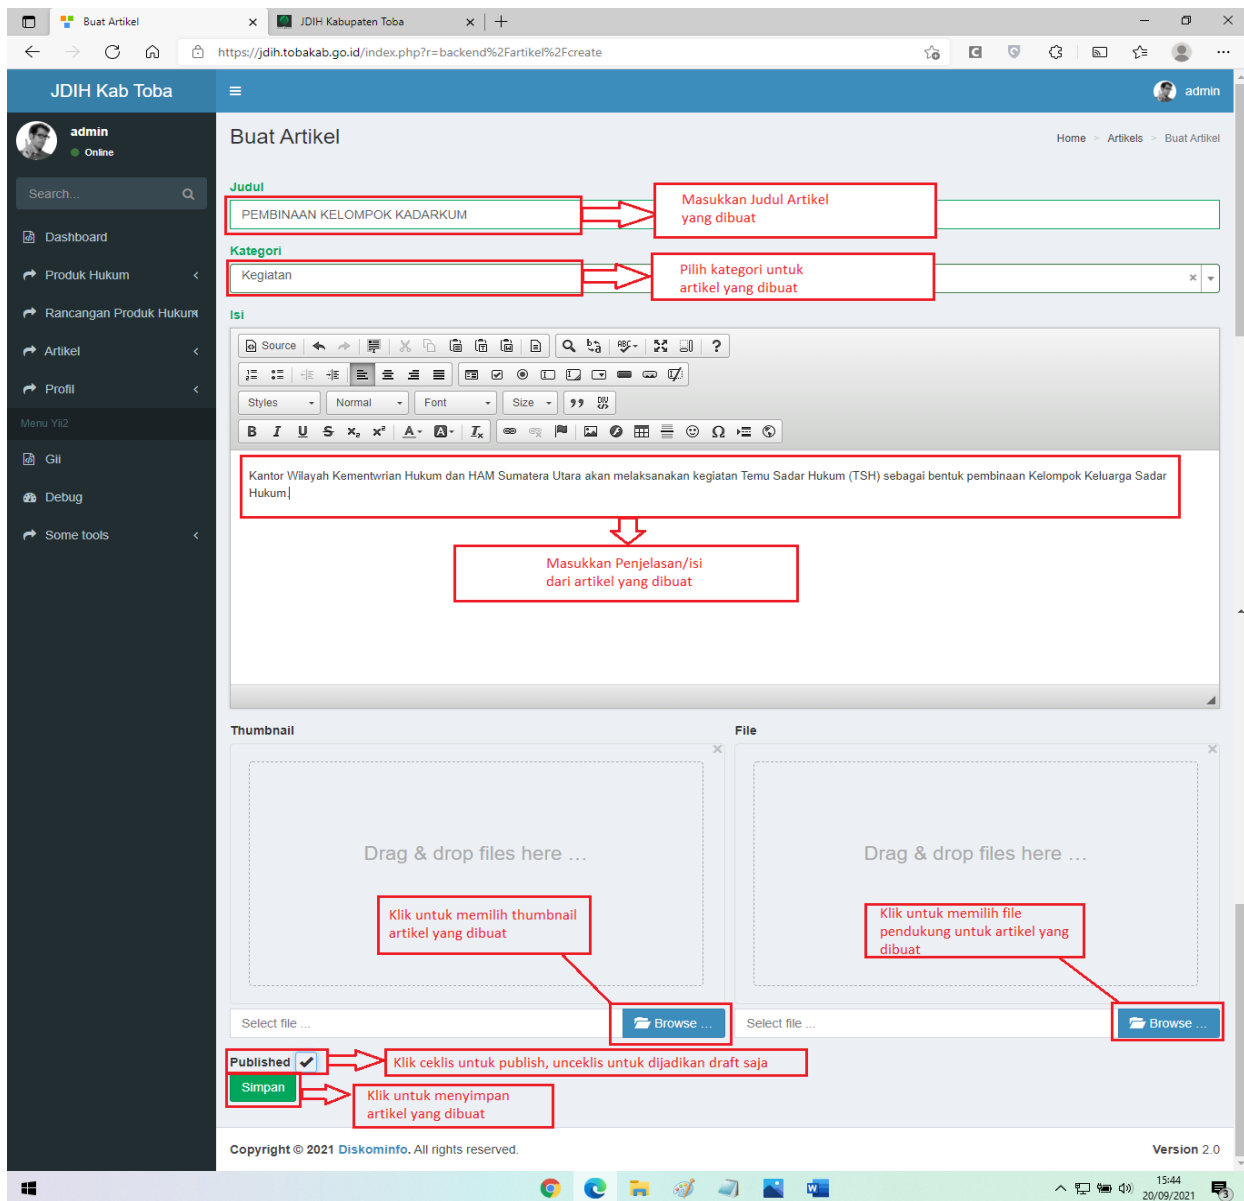 Buat Artikel
JDIH Kabupaten Toba
https://jdih.tobakab.go.id/index.php?r=backend%2Fartikel%2Fcreate
JDIH Kab Toba
admin
admin
Online
Buat Artikel
Home > Artikels > Buat Artikel
Search...
Dashboard
Produk Hukum
Rancangan Produk Hukum
Artikel
Profil
Menu Yii2
Gii
Debug
Some tools
Judul
PEMBINAAN KELOMPOK KADARKUM
Masukkan Judul Artikel
yang dibuat
Kategori
Kegiatan
Pilih kategori untuk
artikel yang dibuat
Isi
Source
Styles
Normal
Font
Size
Kantor Wilayah Kementwrian Hukum dan HAM Sumatera Utara akan melaksanakan kegiatan Temu Sadar Hukum (TSH) sebagai bentuk pembinaan Kelompok Keluarga Sadar
Hukum.
Masukkan Penjelasan/isi
dari artikel yang dibuat
Thumbnail
File
Drag & drop files here …
Drag & drop files here …
Klik untuk memilih thumbnail
artikel yang dibuat
Klik untuk memilih file
pendukung untuk artikel yang
dibuat
Select file ...
Browse ...
Select file ...
Browse ...
Published
Klik ceklis untuk publish, unceklis untuk dijadikan draft saja
Simpan
Klik untuk menyimpan
artikel yang dibuat
Copyright © 2021 Diskominfo. All rights reserved.
Version 2.0
15:44
20/09/2021